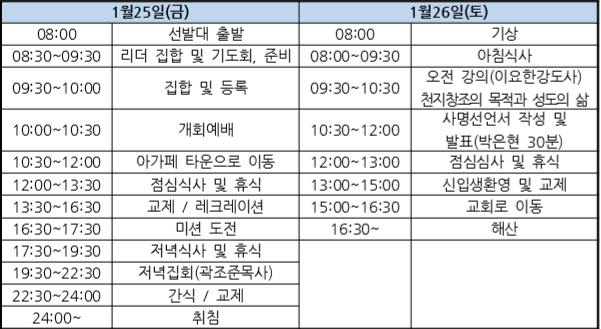 1월25일(금) 1월26일(토)
08:00 선발대 출발 08:00 기상
08:30~09:30 리더 집합 및 기도회, 준비 08:00~09:30 아침식사
09:30~10:00 집합 및 등록 09:30~10:30 오전 강의(이요한강도사)
천지창조의 목적과 성도의 삶
10:00~10:30 개회예배 10:30~12:00 사명선언서 작성 및
발표(박은현 30분)
10:30~12:00 아가페 타운으로 이동 12:00~13:00 점심심사 및 휴식
12:00~13:30 점심식사 및 휴식 13:00~15:00 신입생환영 및 교제
13:30~16:30 교제 / 레크레이션 15:00~16:30 교회로 이동
16:30~17:30 미션 도전 16:30~ 해산
17:30~19:30 저녁식사 및 휴식
19:30~22:30 저녁집회(곽조준목사)
22:30~24:00 간식 / 교제
24:00~ 취침